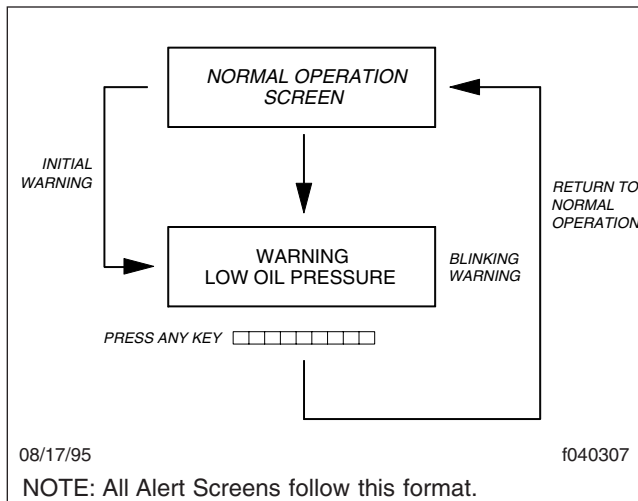 NORMAL OPERATION
SCREEN
INITIAL
WARNING
RETURN TO
NORMAL
OPERATION
WARNING
LOW OIL PRESSURE
BLINKING
WARNING
PRESS ANY KEY
08/17/95
f040307
NOTE: All Alert Screens follow this format.